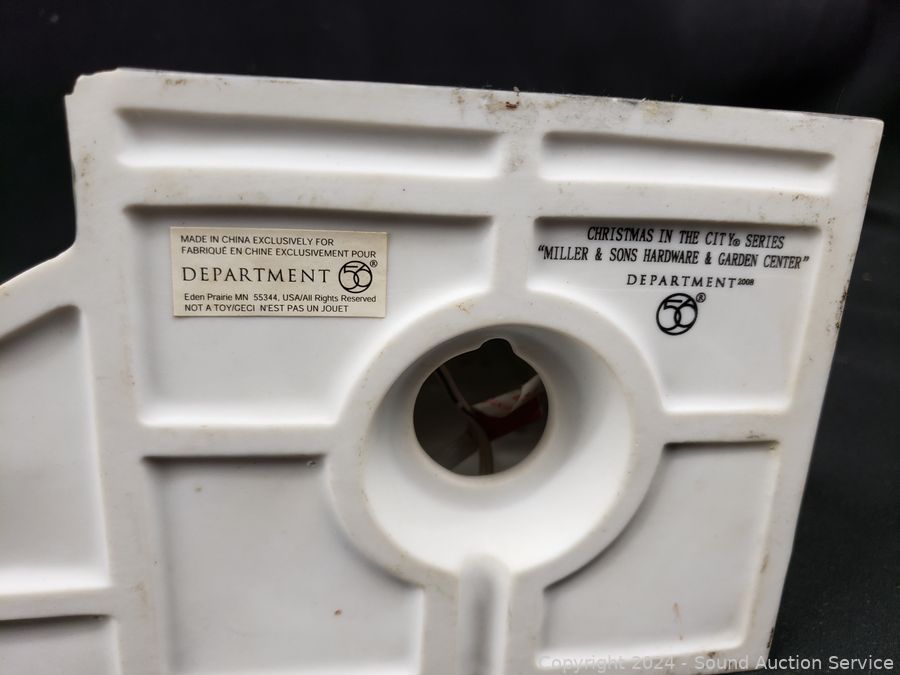 MADE IN CHINA EXCLUSIVELY FOR
FABRIQUÉ EN CHINE EXCLUSIVEMENT POUR
DEPARTMENT 56®
Eden Prairie MN 55344, USA/All Rights Reserved
NOT A TOY/GECI N'EST PAS UN JOUET
CHRISTMAS IN THE CITY® SERIES
"MILLER & SONS HARDWARE & GARDEN CENTER"
DEPARTMENT 2008
56®
Copyright 2024 - Sound Auction Service